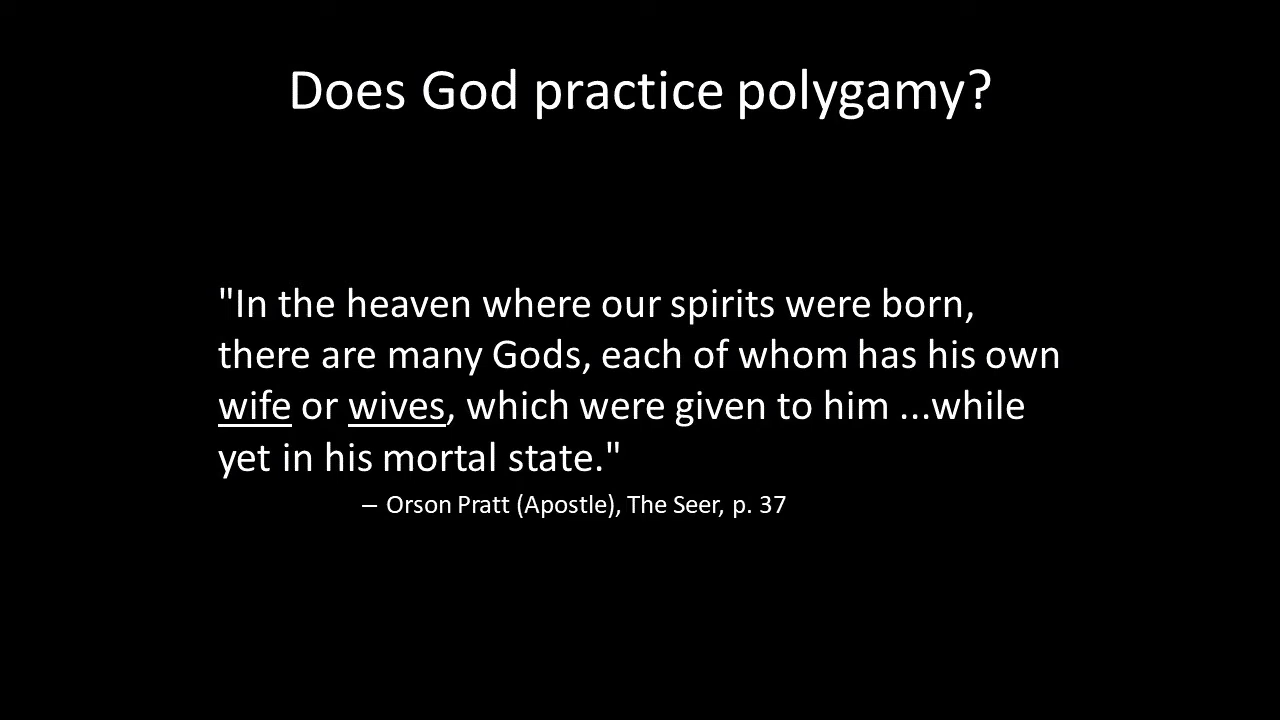 Does God practice polygamy?
"In the heaven where our spirits were born,
there are many Gods, each of whom has his own
wife or wives, which were given to him ...while
yet in his mortal state."
– Orson Pratt (Apostle), The Seer, p. 37